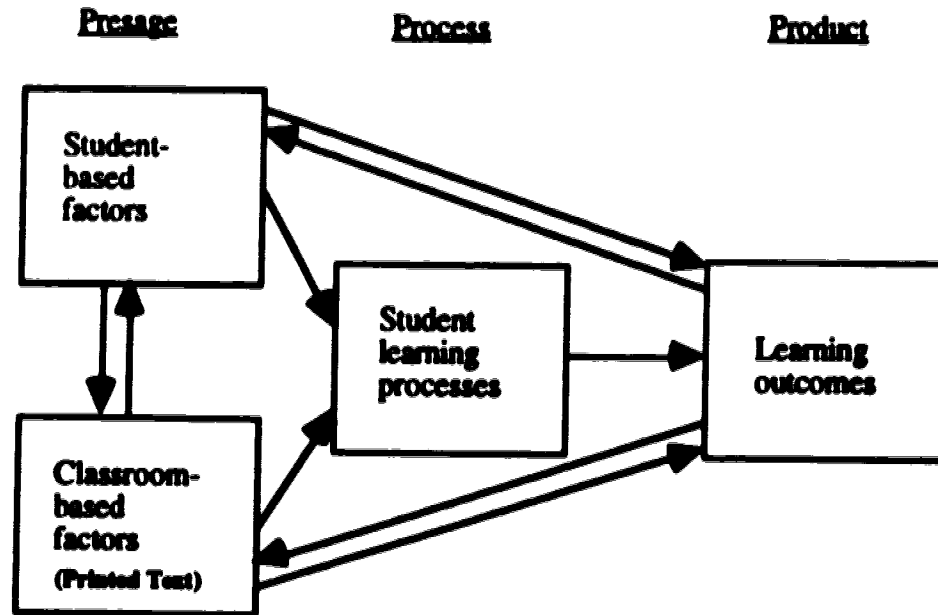 Presage
Process
Product
Student-
based
factors
Student
learning
processes
Learning
outcomes
Classroom-
based
factors
(Printed Text)